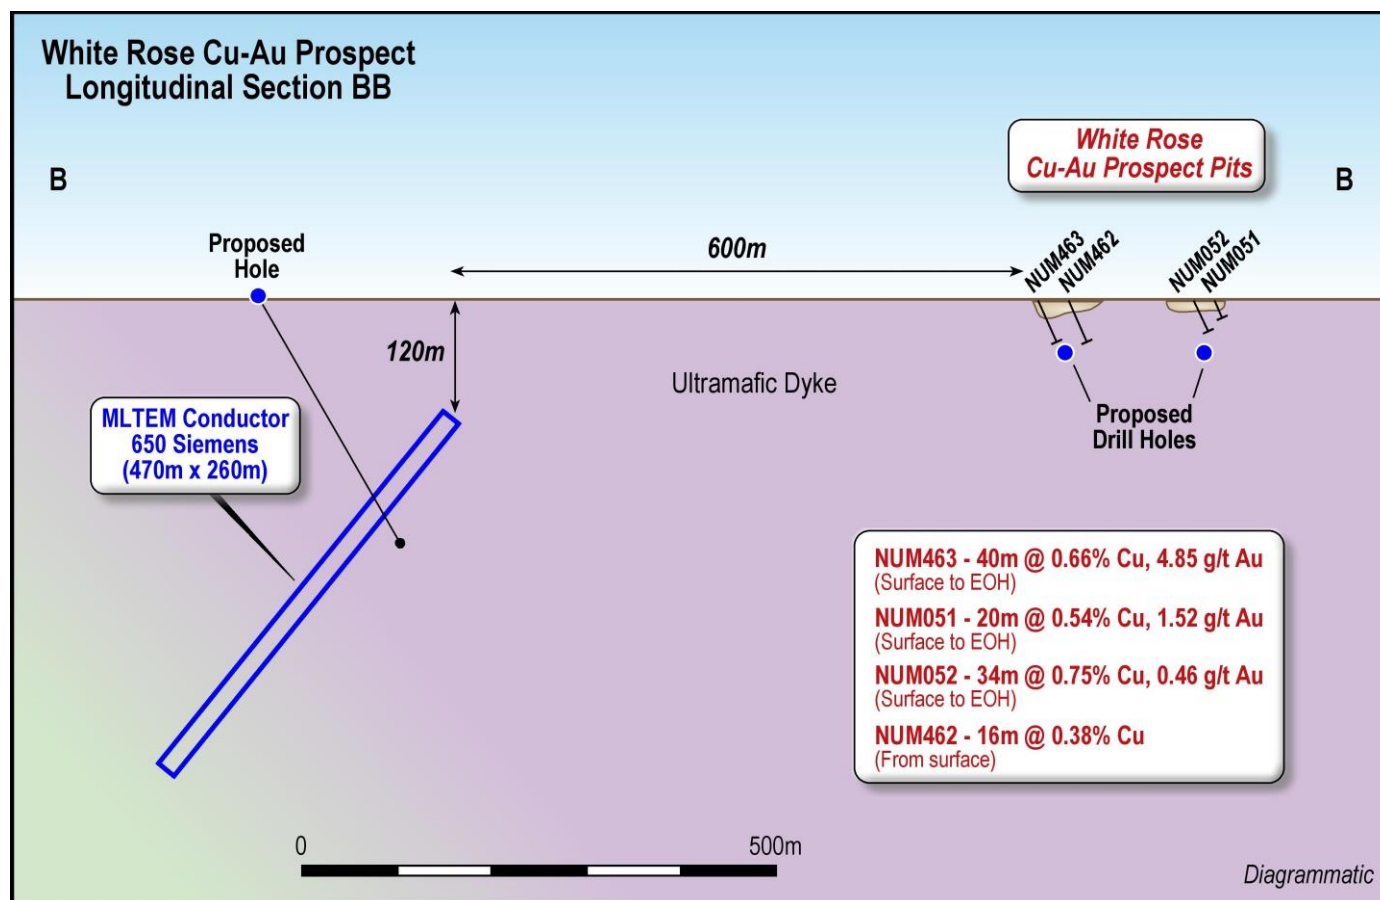 White Rose Cu-Au Prospect
Longitudinal Section BB
White Rose
Cu-Au Prospect Pits
B
B
Proposed
Hole
600m
NUM463
NUM462
NUM052
NUM051
120m
Ultramafic Dyke
MLTEM Conductor
650 Siemens
(470m x 260m)
Proposed
Drill Holes
NUM463 - 40m @ 0.66% Cu, 4.85 g/t Au
(Surface to EOH)
NUM051 - 20m @ 0.54% Cu, 1.52 g/t Au
(Surface to EOH)
NUM052 - 34m @ 0.75% Cu, 0.46 g/t Au
(Surface to EOH)
NUM462 - 16m @ 0.38% Cu
(From surface)
0
500m
Diagrammatic